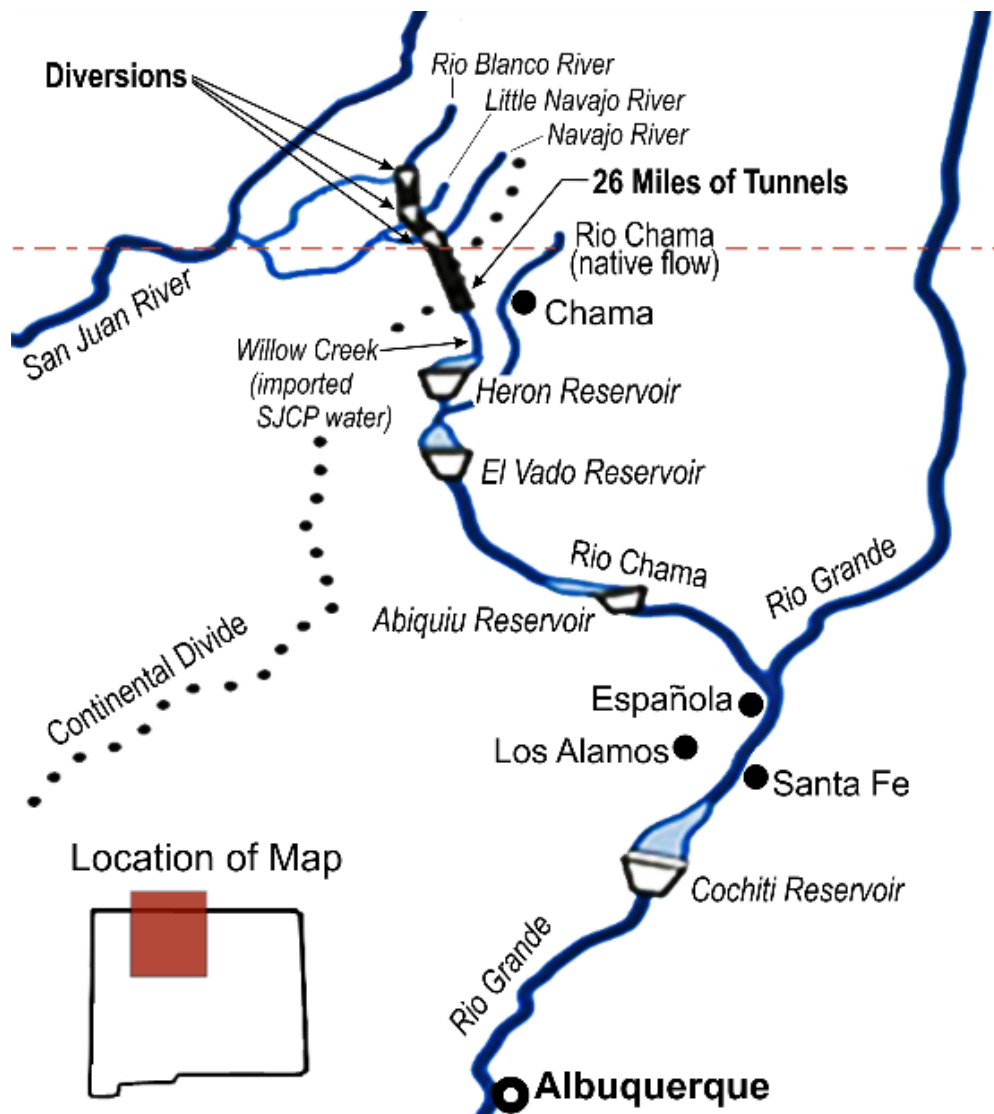 Rio Blanco River
Diversions
Little Navajo River
Navajo River
26 Miles of Tunnels
Rio Chama
(native flow)
San Juan River
Chama
Willow Creek
(imported
SJCP water)
Heron Reservoir
El Vado Reservoir
Rio Chama
Rio Grande
Abiquiu Reservoir
Continental Divide
Española
Los Alamos
Santa Fe
Location of Map
Cochiti Reservoir
Rio Grande
Albuquerque